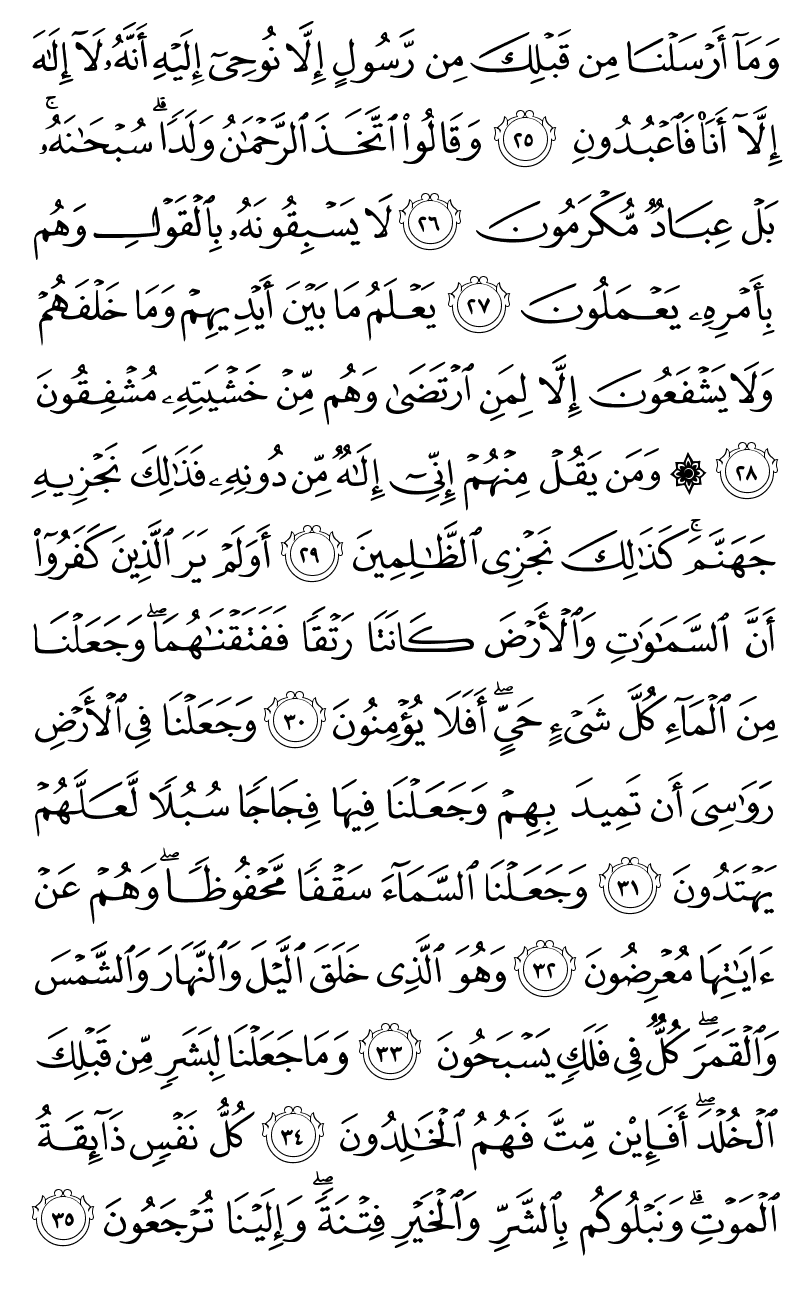 وَمَآ أَرْسَلْنَا مِن قَبْلِكَ مِن رَّسُولٍ إِلَّا نُوحِىٓ إِلَيْهِ أَنَّهُۥ لَآ إِلَٰهَ
إِلَّآ أَنَا۠ فَٱعْبُدُونِ ٢٥ وَقَالُوا۟ ٱتَّخَذَ ٱلرَّحْمَٰنُ وَلَدًا ۗ سُبْحَٰنَهُۥ ۚ
بَلْ عِبَادٌ مُّكْرَمُونَ ٢٦ لَا يَسْبِقُونَهُۥ بِٱلْقَوْلِ وَهُم
بِأَمْرِهِۦ يَعْمَلُونَ ٢٧ يَعْلَمُ مَا بَيْنَ أَيْدِيهِمْ وَمَا خَلْفَهُمْ
وَلَا يَشْفَعُونَ إِلَّا لِمَنِ ٱرْتَضَىٰ وَهُم مِّنْ خَشْيَتِهِۦ مُشْفِقُونَ
٢٨ ۞ وَمَن يَقُلْ مِنْهُمْ إِنِّىٓ إِلَٰهٌ مِّن دُونِهِۦ فَذَٰلِكَ نَجْزِيهِ
جَهَنَّمَ ۚ كَذَٰلِكَ نَجْزِى ٱلظَّٰلِمِينَ ٢٩ أَوَلَمْ يَرَ ٱلَّذِينَ كَفَرُوٓا۟
أَنَّ ٱلسَّمَٰوَٰتِ وَٱلْأَرْضَ كَانَتَا رَتْقًا فَفَتَقْنَٰهُمَا ۖ وَجَعَلْنَا
مِنَ ٱلْمَآءِ كُلَّ شَىْءٍ حَىٍّ ۖ أَفَلَا يُؤْمِنُونَ ٣٠ وَجَعَلْنَا فِى ٱلْأَرْضِ
رَوَٰسِىَ أَن تَمِيدَ بِهِمْ وَجَعَلْنَا فِيهَا فِجَاجًا سُبُلًا لَّعَلَّهُمْ
يَهْتَدُونَ ٣١ وَجَعَلْنَا ٱلسَّمَآءَ سَقْفًا مَّحْفُوظًا ۖ وَهُمْ عَنْ
ءَايَٰتِهَا مُعْرِضُونَ ٣٢ وَهُوَ ٱلَّذِى خَلَقَ ٱلَّيْلَ وَٱلنَّهَارَ وَٱلشَّمْسَ
وَٱلْقَمَرَ ۖ كُلٌّ فِى فَلَكٍ يَسْبَحُونَ ٣٣ وَمَا جَعَلْنَا لِبَشَرٍ مِّن قَبْلِكَ
ٱلْخُلْدَ ۖ أَفَإِي۟ن مِّتَّ فَهُمُ ٱلْخَٰلِدُونَ ٣٤ كُلُّ نَفْسٍ ذَآئِقَةُ
ٱلْمَوْتِ ۗ وَنَبْلُوكُم بِٱلشَّرِّ وَٱلْخَيْرِ فِتْنَةً ۖ وَإِلَيْنَا تُرْجَعُونَ ٣٥